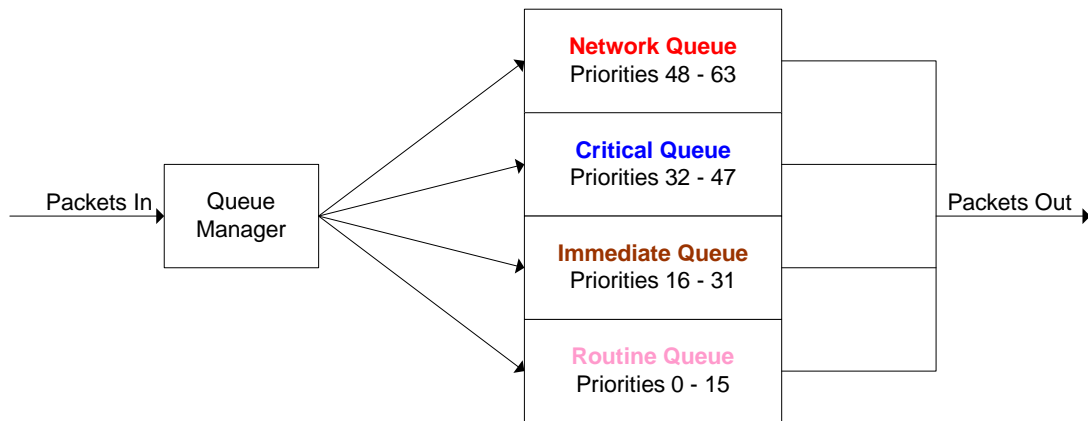 Network Queue
Priorities 48 - 63
Critical Queue
Priorities 32 - 47
Packets In
Queue
Manager
Packets Out
Immediate Queue
Priorities 16 - 31
Routine Queue
Priorities 0 - 15